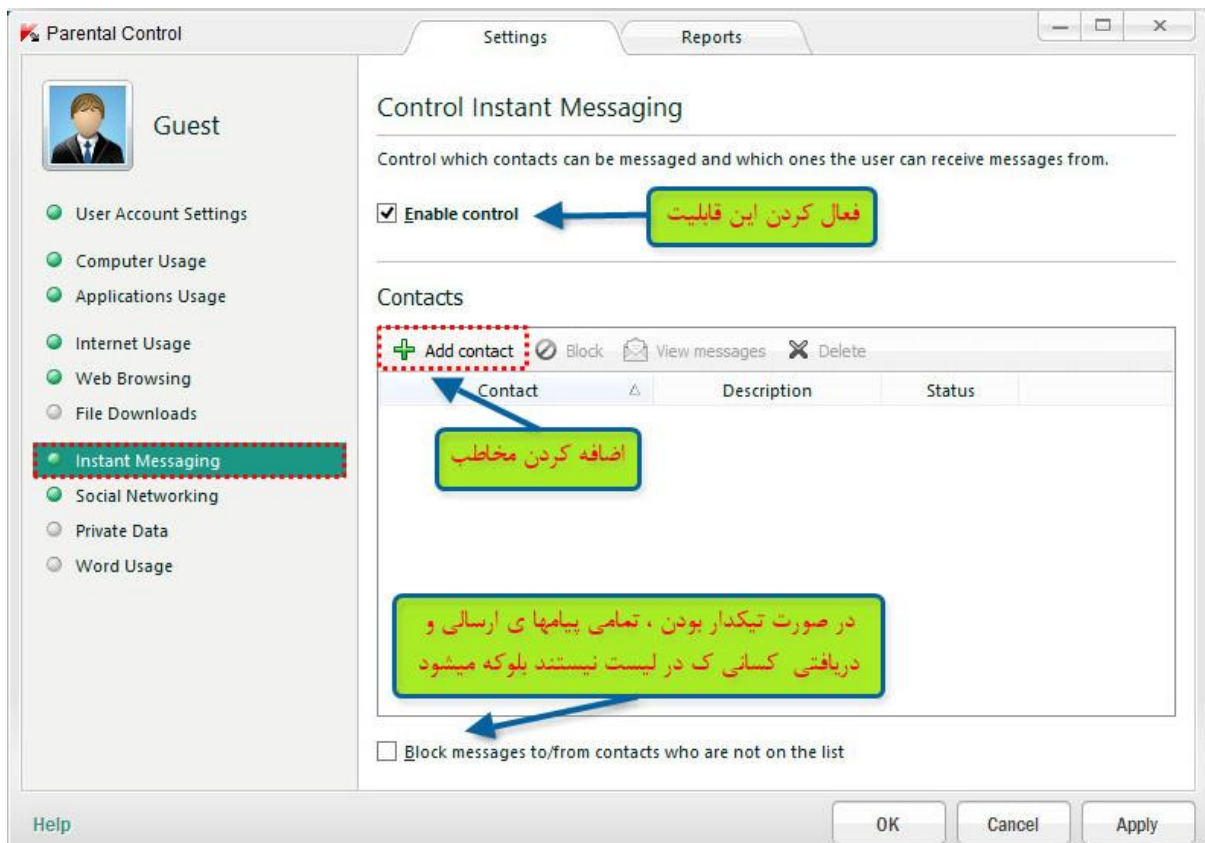 Parental Control
Settings
Reports
Guest
User Account Settings
Computer Usage
Applications Usage
Internet Usage
Web Browsing
File Downloads
Instant Messaging
Social Networking
Private Data
Word Usage
Control Instant Messaging
Control which contacts can be messaged and which ones the user can receive messages from.
Enable control
فعال کردن این قابلیت
Contacts
Add contact Block View messages Delete
Contact Description Status
اضافه کردن مخاطب
در صورت تیکدار بودن ، تمامی پیامها ی ارسالی و
دریافتی کسانی ک در لیست نیستند بلوکه میشود
Block messages to/from contacts who are not on the list
Help
OK
Cancel
Apply